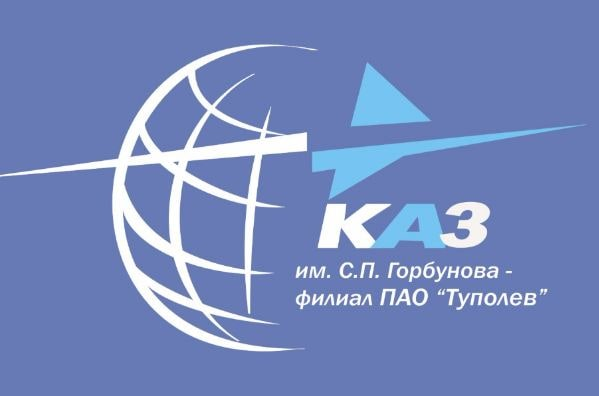 КАЗ
им. С.П. Горбунова -
филиал ПАО “Туполев”